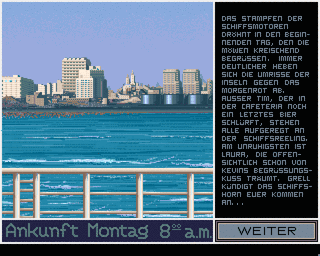 DAS STAMPFEN DER
SCHIFFSMOTOREN
DRÖHNT IN DEN BEGIN-
NENDEN TAG, DEN DIE
MÖWEN KREISCHEND
BEGRÜSSEN. IMMER
DEUTLICHER HEBEN
SICH DIE UMRISSE DER
INSELN GEGEN DAS
MORGENROT AB.
AUSSER TIM, DER IN
DER CAFETERIA NOCH
EIN LETZTES BIER
SCHLÜRFT, STEHEN
ALLE AUFGEREGT AN
DER SCHIFFSREELING.
AM UNRUHIGSTEN IST
LAURA, DIE OFFEN-
SICHTLICH SCHON VON
KEVINS BEGRÜSSUNGS-
KUSS TRÄUMT. GRELL
KÜNDIGT DAS SCHIFFS-
HORN EUER KOMMEN
AN...
Ankunft Montag 8⁰⁰ a.m.
WEITER